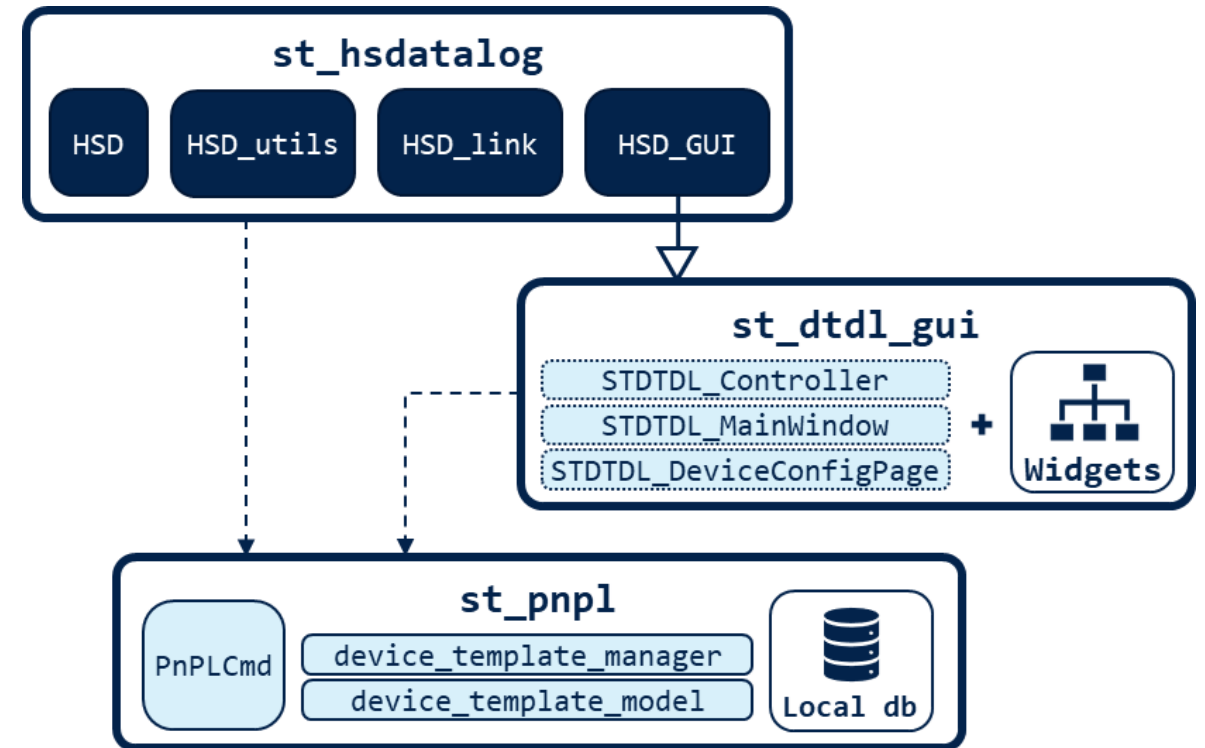 st_hsdatalog
HSD
HSD_utils
HSD_link
HSD_GUI
st_dtdl_gui
STDTDL_Controller
STDTDL_MainWindow
STDTDL_DeviceConfigPage
+
Widgets
st_pnpl
PnPLCmd
device_template_manager
device_template_model
Local db